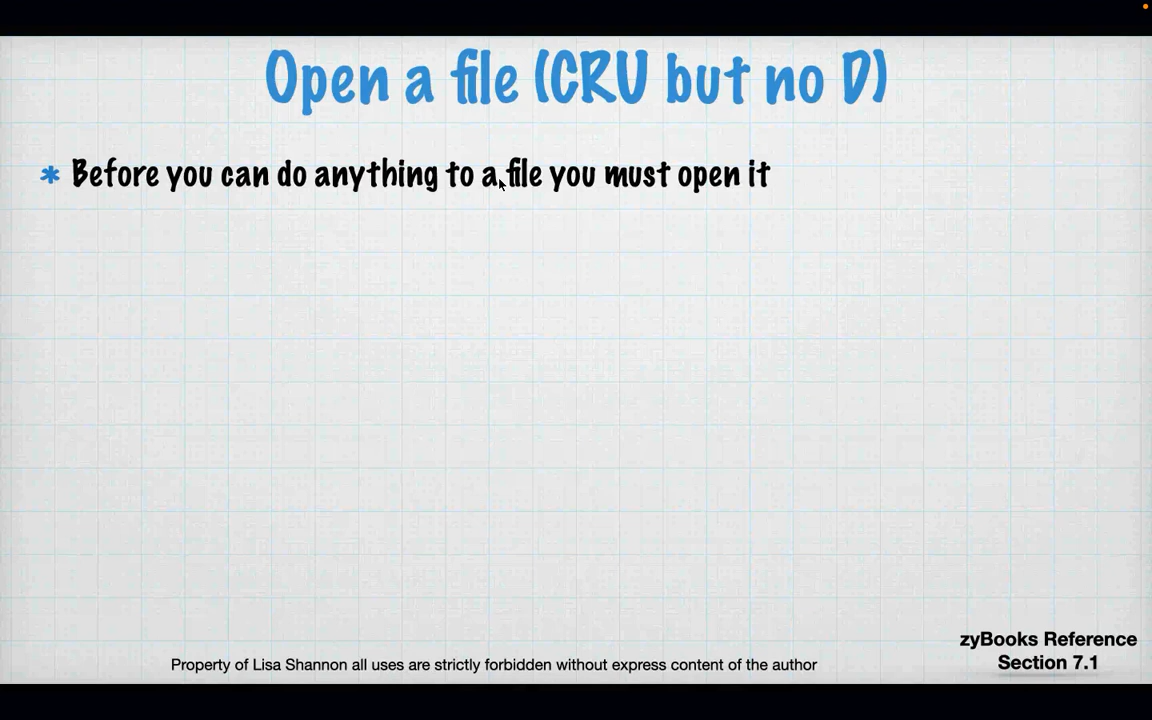 Open a file (CRU but no D)
* Before you can do anything to a file you must open it
zyBooks Reference
Section 7.1
Property of Lisa Shannon all uses are strictly forbidden without express content of the author